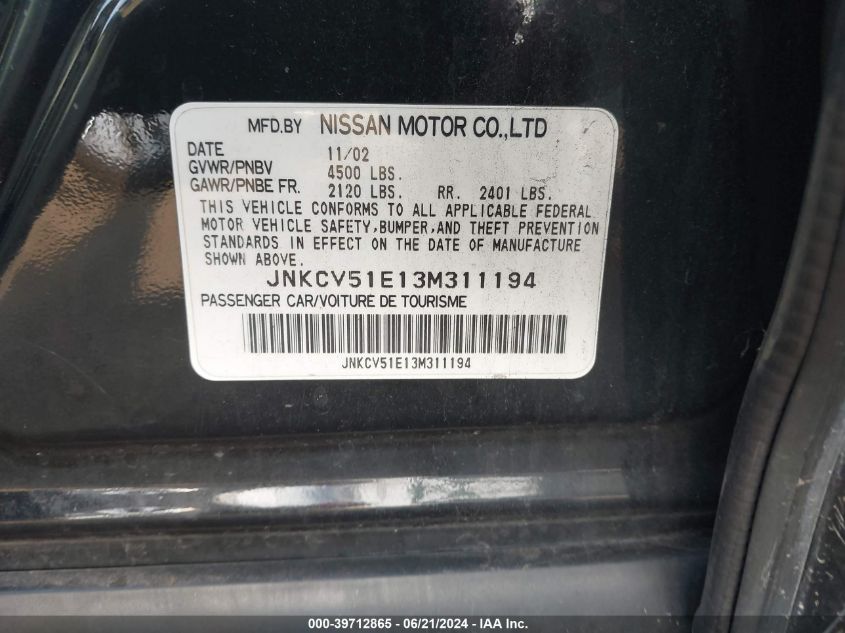 MFD.BY NISSAN MOTOR CO.,LTD
DATE 11/02
GVWR/PNBV 4500 LBS.
GAWR/PNBE FR. 2120 LBS. RR. 2401 LBS.
THIS VEHICLE CONFORMS TO ALL APPLICABLE FEDERAL
MOTOR VEHICLE SAFETY,BUMPER,AND THEFT PREVENTION
STANDARDS IN EFFECT ON THE DATE OF MANUFACTURE
SHOWN ABOVE.
JNKCV51E13M311194
PASSENGER CAR/VOITURE DE TOURISME
JNKCV51E13M311194
000-39712865 - 06/21/2024 - IAA Inc.